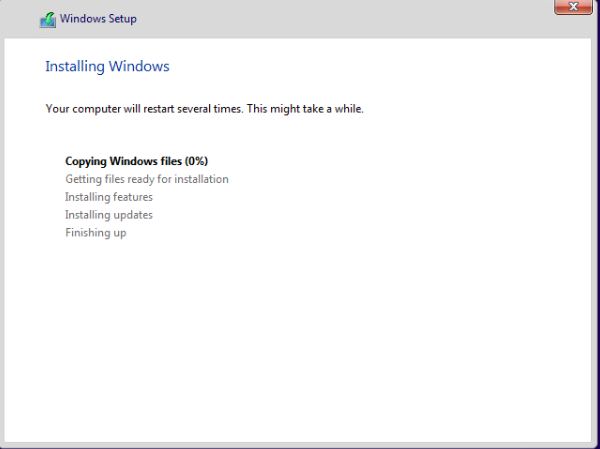 Windows Setup
Installing Windows
Your computer will restart several times. This might take a while.
Copying Windows files (0%)
Getting files ready for installation
Installing features
Installing updates
Finishing up